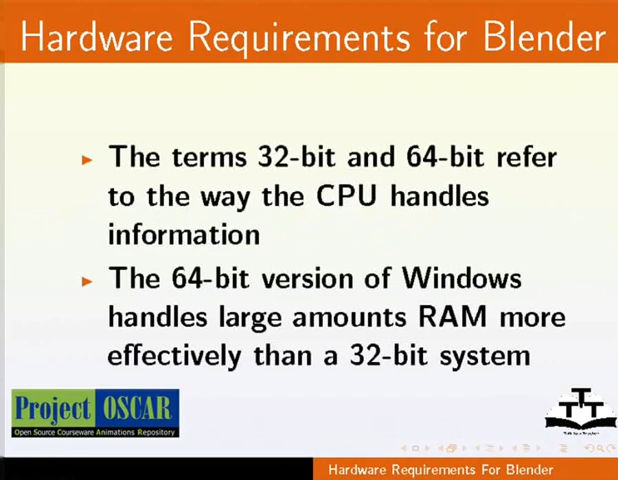 Hardware Requirements for Blender
The terms 32-bit and 64-bit refer
to the way the CPU handles
information
The 64-bit version of Windows
handles large amounts RAM more
effectively than a 32-bit system
Project OSCAR
Open Source Courseware Animations Repository
TTT
Hardware Requirements For Blender